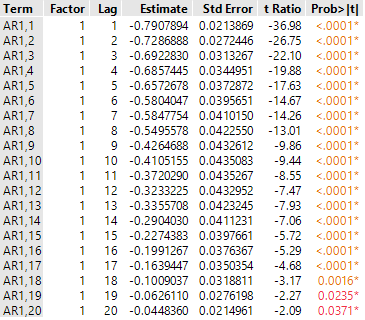 Term Factor Lag Estimate Std Error t Ratio Prob>|t|
AR1,1 1 1 -0.7907894 0.0213869 -36.98 <.0001*
AR1,2 1 2 -0.7286888 0.0272446 -26.75 <.0001*
AR1,3 1 3 -0.6922830 0.0313267 -22.10 <.0001*
AR1,4 1 4 -0.6857445 0.0344951 -19.88 <.0001*
AR1,5 1 5 -0.6572678 0.0372872 -17.63 <.0001*
AR1,6 1 6 -0.5804047 0.0395651 -14.67 <.0001*
AR1,7 1 7 -0.5847754 0.0410150 -14.26 <.0001*
AR1,8 1 8 -0.5495578 0.0422550 -13.01 <.0001*
AR1,9 1 9 -0.4264688 0.0432612 -9.86 <.0001*
AR1,10 1 10 -0.4105155 0.0435083 -9.44 <.0001*
AR1,11 1 11 -0.3720290 0.0435267 -8.55 <.0001*
AR1,12 1 12 -0.3233225 0.0432952 -7.47 <.0001*
AR1,13 1 13 -0.3355708 0.0423245 -7.93 <.0001*
AR1,14 1 14 -0.2904030 0.0411231 -7.06 <.0001*
AR1,15 1 15 -0.2274383 0.0397661 -5.72 <.0001*
AR1,16 1 16 -0.1991267 0.0376367 -5.29 <.0001*
AR1,17 1 17 -0.1639447 0.0350354 -4.68 <.0001*
AR1,18 1 18 -0.1009037 0.0318811 -3.17 0.0016*
AR1,19 1 19 -0.0626110 0.0276198 -2.27 0.0235*
AR1,20 1 20 -0.0448360 0.0214961 -2.09 0.0371*